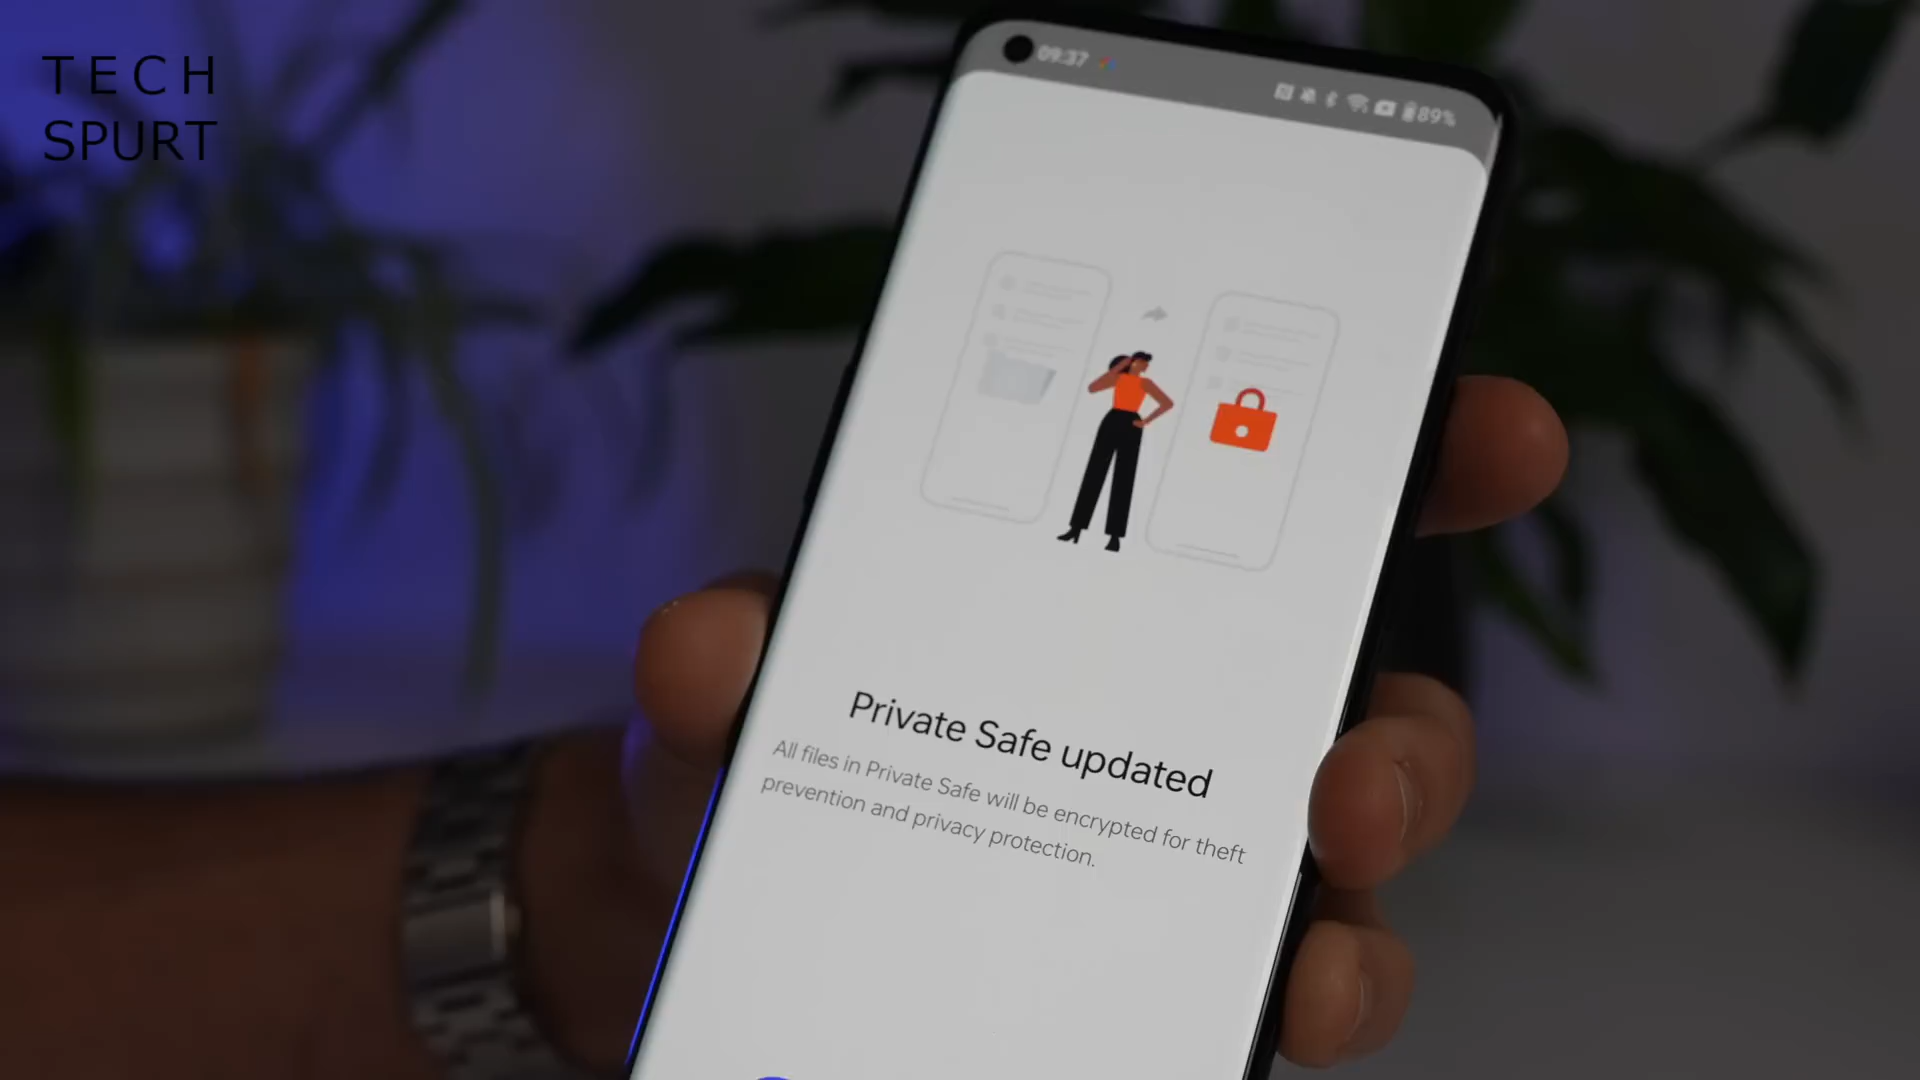 TECH
SPURT
09:37
89%
Private Safe updated
All files in Private Safe will be encrypted for theft
prevention and privacy protection.